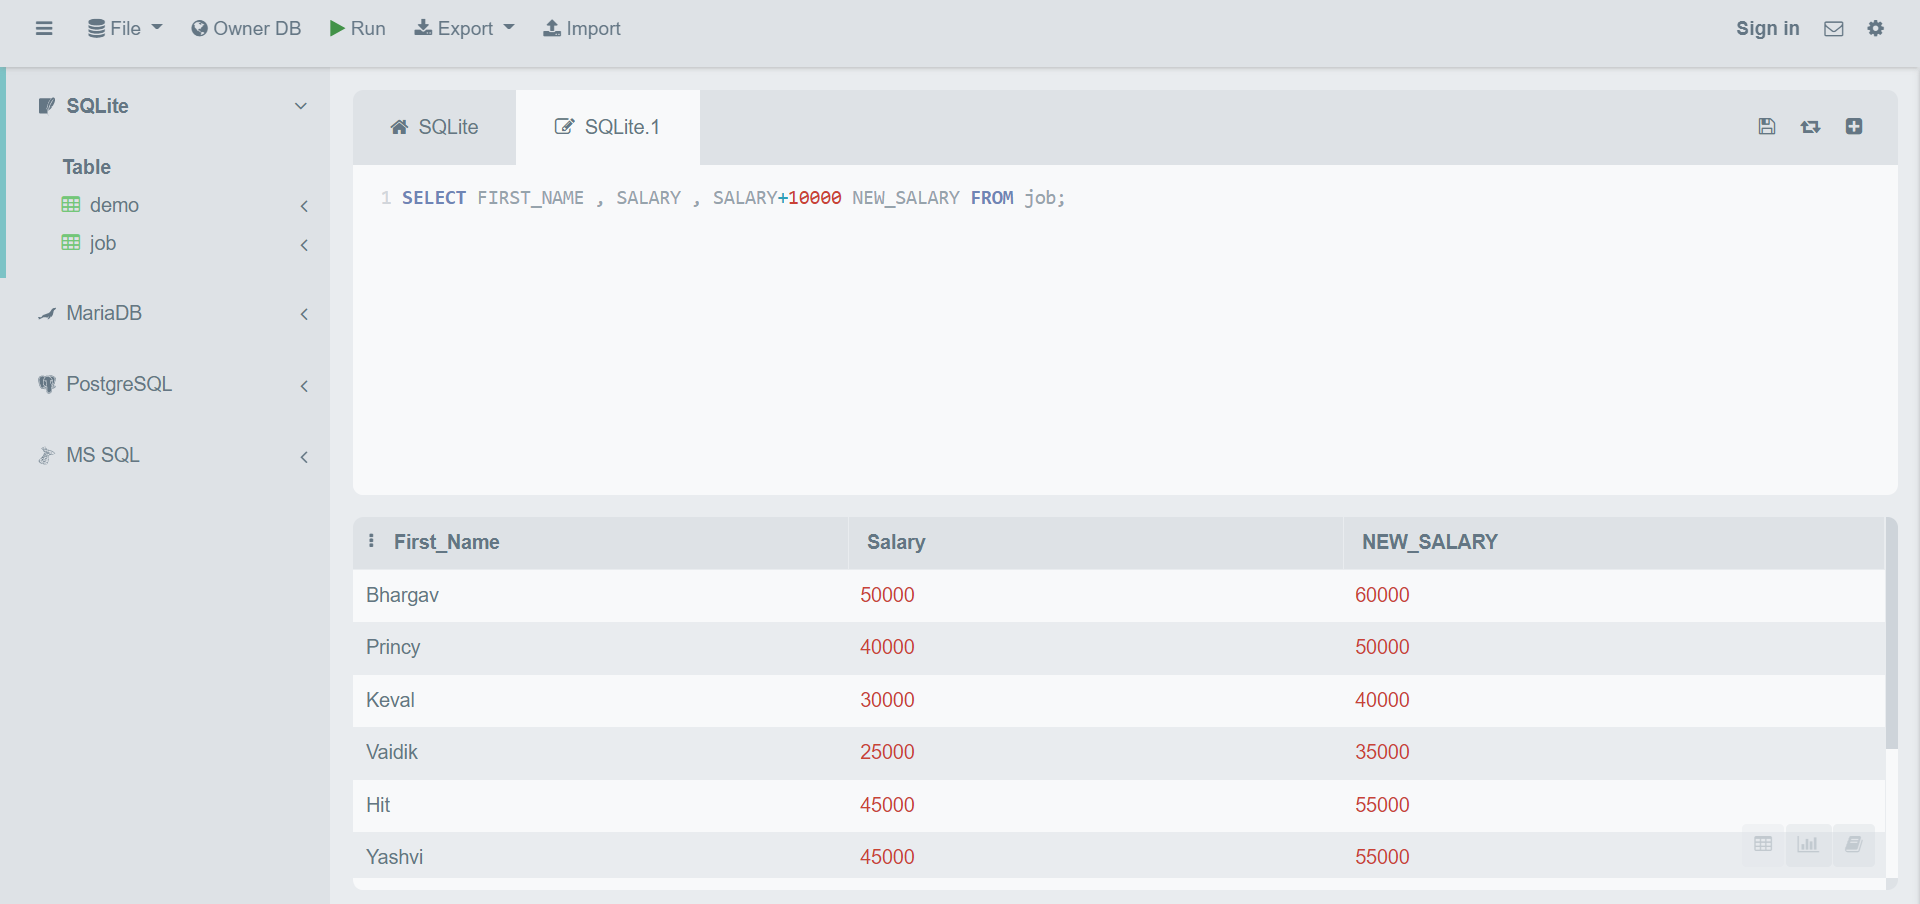 File Owner DB Run Export Import Sign in
SQLite
Table
demo
job
MariaDB
PostgreSQL
MS SQL
SQLite SQLite.1
1 SELECT FIRST_NAME , SALARY , SALARY+10000 NEW_SALARY FROM job;
First_Name Salary NEW_SALARY
Bhargav 50000 60000
Princy 40000 50000
Keval 30000 40000
Vaidik 25000 35000
Hit 45000 55000
Yashvi 45000 55000